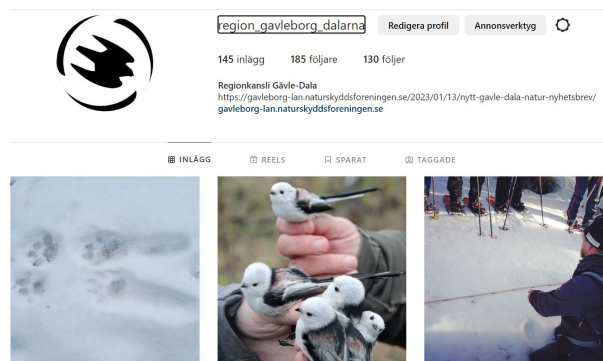 region_gavleborg_dalarna Redigera profil Annonsverktyg
145 inlägg 185 följare 130 följer
Regionkansli Gävle-Dala
https://gavleborg-lan.naturskyddsforeningen.se/2023/01/13/nytt-gavle-dala-natur-nyhetsbrev/
gavleborg-lan.naturskyddsforeningen.se
INLÄGG REELS SPARAT TAGGADE